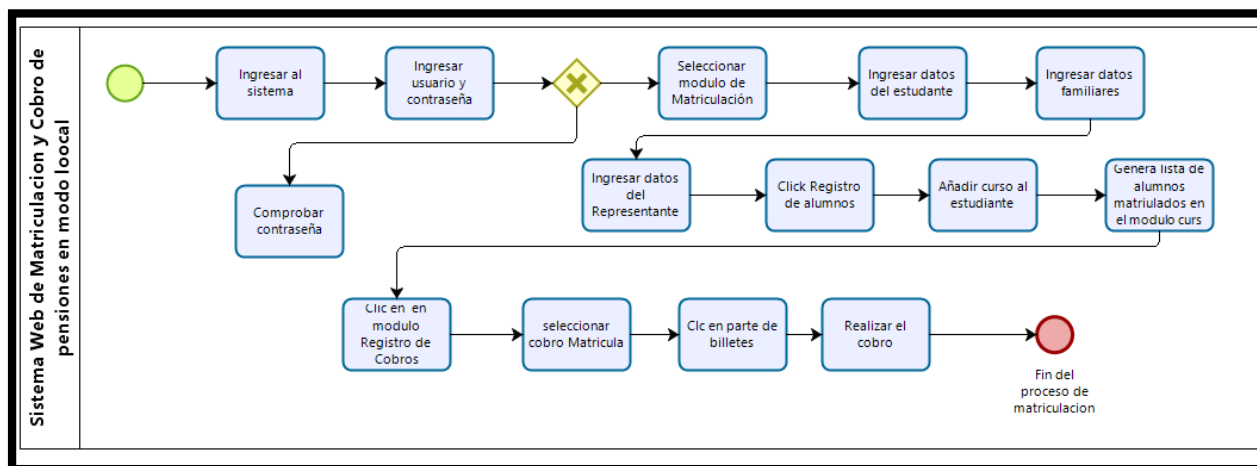 Sistema Web de Matriculacion y Cobro de
pensiones en modo loocal
Ingresar al
sistema
Ingresar
usuario y
contraseña
Seleccionar
modulo de
Matriculación
Ingresar datos
del estudante
Ingresar datos
familiares
Comprobar
contraseña
Ingresar datos
del
Representante
Click Registro
de alumnos
Añadir curso al
estudiante
Genera lista de
alumnos
matriulados en
el modulo curs
Clic en en
modulo
Registro de
Cobros
seleccionar
cobro Matricula
Clc en parte de
billetes
Realizar el
cobro
Fin del
proceso de
matriculacion